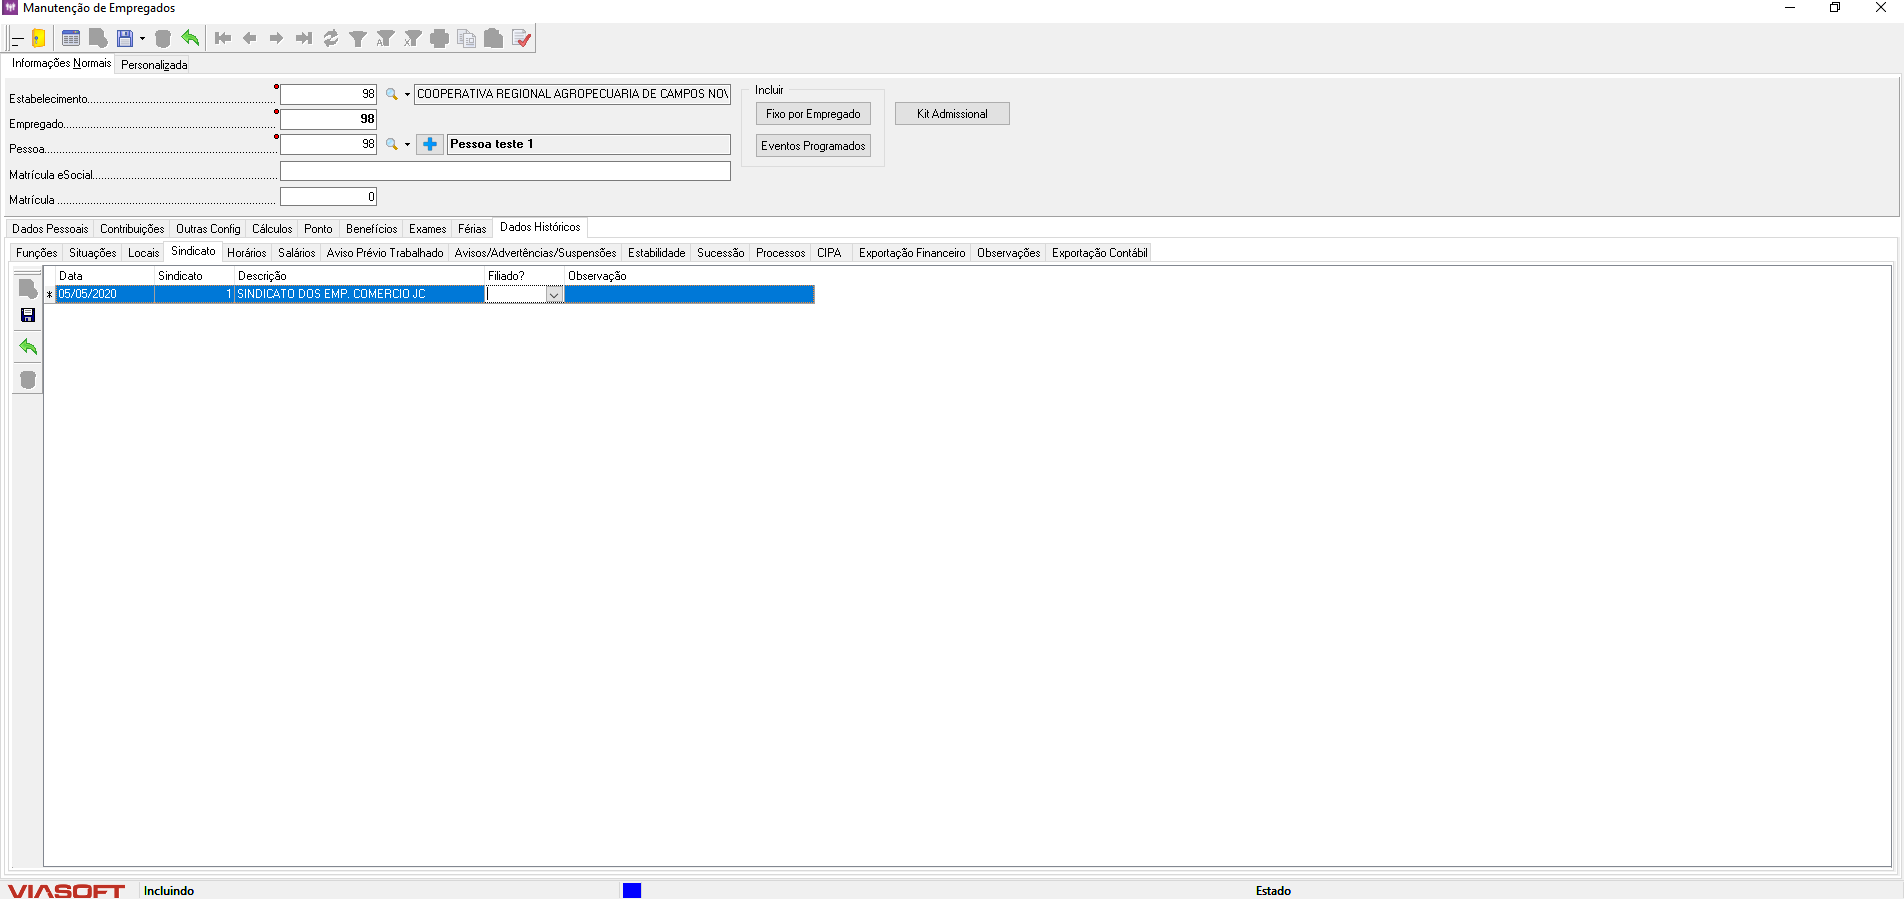 Manutenção de Empregados
Informações Normais Personalizada
Estabelecimento 98 COOPERATIVA REGIONAL AGROPECUARIA DE CAMPOS NOV
Empregado 98
Pessoa 98 Pessoa teste 1
Matrícula eSocial
Matrícula 0
Incluir
Fixo por Empregado
Eventos Programados
Kit Admissional
Dados Pessoais Contribuições Outras Config Cálculos Ponto Benefícios Exames Férias Dados Históricos
Funções Situações Locais Sindicato Horários Salários Aviso Prévio Trabalhado Avisos/Advertências/Suspensões Estabilidade Sucessão Processos CIPA Exportação Financeiro Observações Exportação Contábil
Data Sindicato Descrição Filiado? Observação
* 05/05/2020 1 SINDICATO DOS EMP. COMERCIO JC
VIASOFT Incluindo Estado